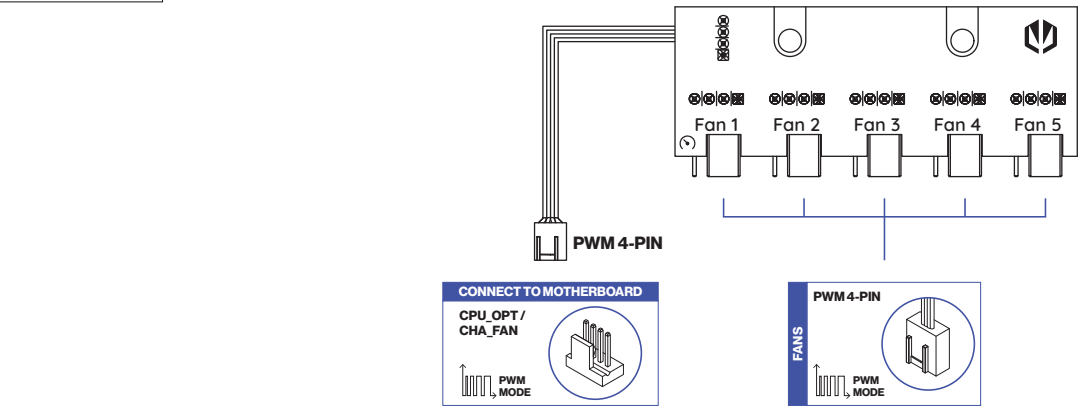 Fan 1 Fan 2 Fan 3 Fan 4 Fan 5
PWM 4-PIN
CONNECT TO MOTHERBOARD
CPU_OPT /
CHA_FAN
PWM
MODE
FANS
PWM 4-PIN
PWM
MODE